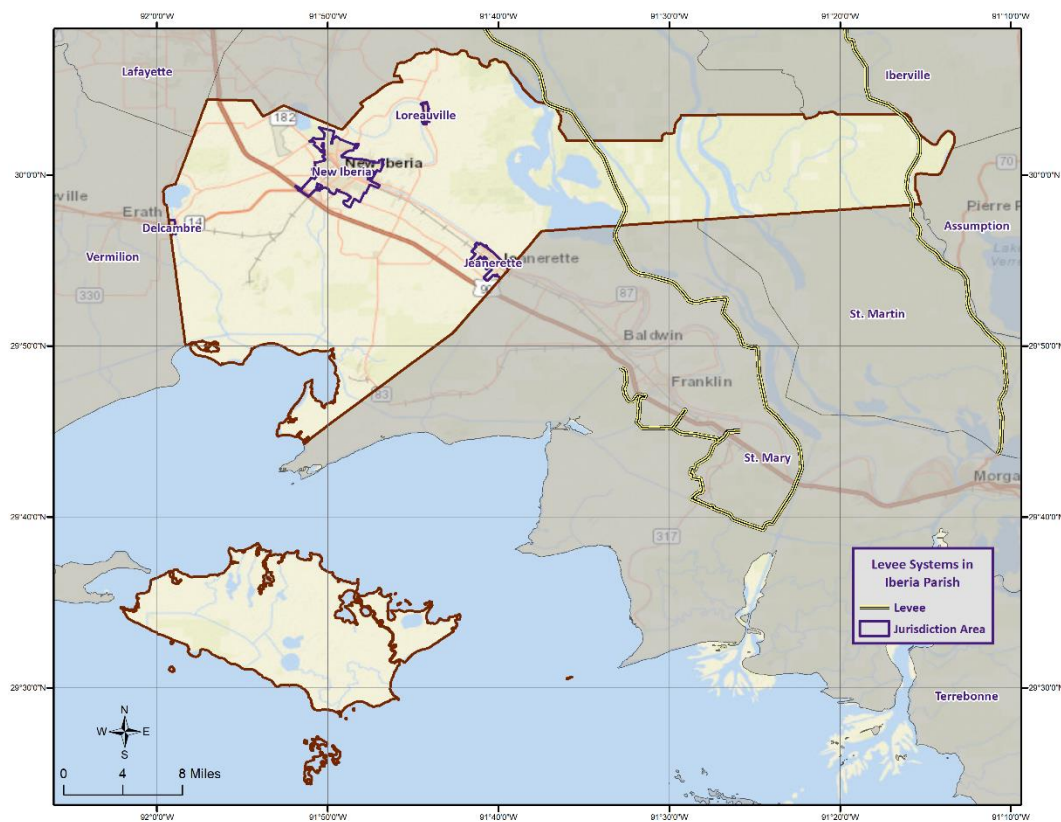 92°0'0"W
91°50'0"W
91°40'0"W
91°30'0"W
91°20'0"W
91°10'0"W
Lafayette
Iberville
182
Loreauville
New Iberia
New Iberia
70
30°0'0"N
30°0'0"N
ville
Erath
14
Delcambre
Pierre P
Assumption
Vermilion
Jeanerette
Jeanerette
Lake
Verre
330
90
87
St. Martin
Baldwin
29°50'0"N
29°50'0"N
Franklin
83
St. Mary
Morga
29°40'0"N
29°40'0"N
317
Levee Systems in
Iberia Parish
Levee
Jurisdiction Area
29°30'0"N
29°30'0"N
Terrebonne
N
W E
S
0 4 8 Miles
92°0'0"W
91°50'0"W
91°40'0"W
91°30'0"W
91°20'0"W
91°10'0"W